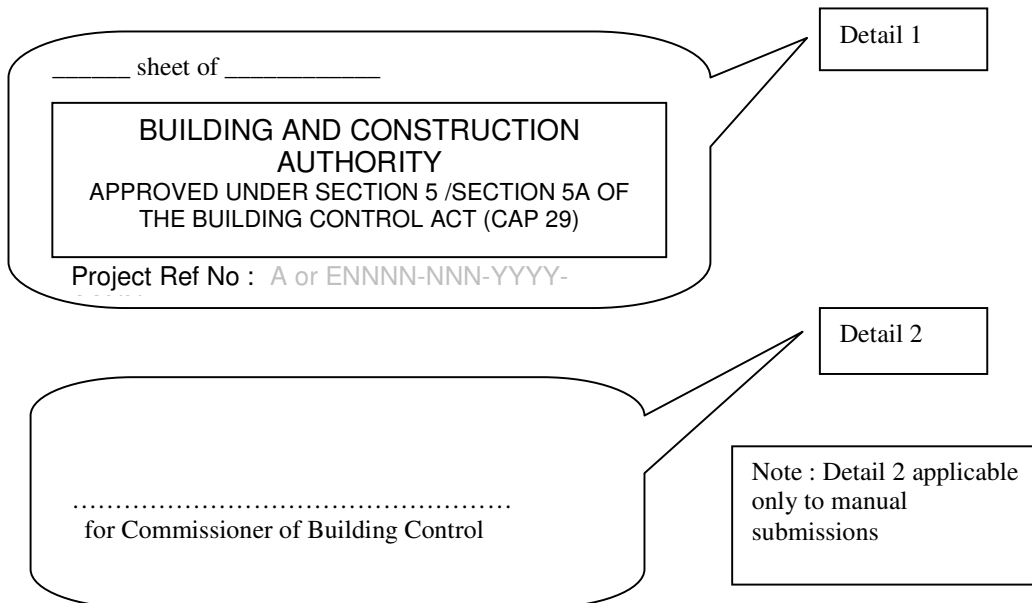 Detail 1
______ sheet of ____________
BUILDING AND CONSTRUCTION
AUTHORITY
APPROVED UNDER SECTION 5 /SECTION 5A OF
THE BUILDING CONTROL ACT (CAP 29)
Project Ref No : A or ENNNN-NNN-YYYY-
Detail 2
……………………………………………
for Commissioner of Building Control
Note : Detail 2 applicable
only to manual
submissions